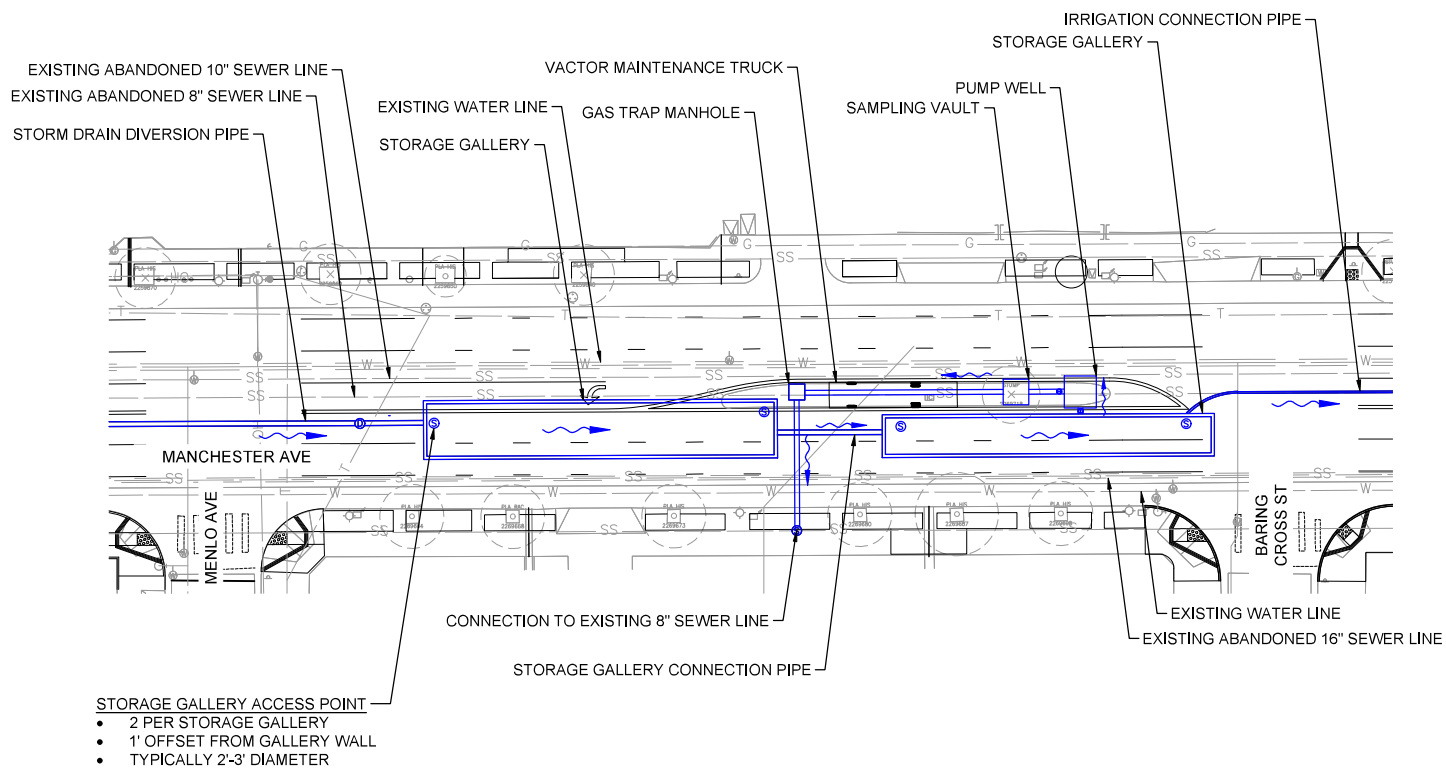 IRRIGATION CONNECTION PIPE
STORAGE GALLERY
EXISTING ABANDONED 10" SEWER LINE
VACTOR MAINTENANCE TRUCK
PUMP WELL
EXISTING ABANDONED 8" SEWER LINE
EXISTING WATER LINE
GAS TRAP MANHOLE
SAMPLING VAULT
STORM DRAIN DIVERSION PIPE
STORAGE GALLERY
MANCHESTER AVE
MENLO AVE
BARING
CROSS ST
CONNECTION TO EXISTING 8" SEWER LINE
EXISTING WATER LINE
EXISTING ABANDONED 16" SEWER LINE
STORAGE GALLERY CONNECTION PIPE
STORAGE GALLERY ACCESS POINT
• 2 PER STORAGE GALLERY
• 1' OFFSET FROM GALLERY WALL
• TYPICALLY 2'-3' DIAMETER